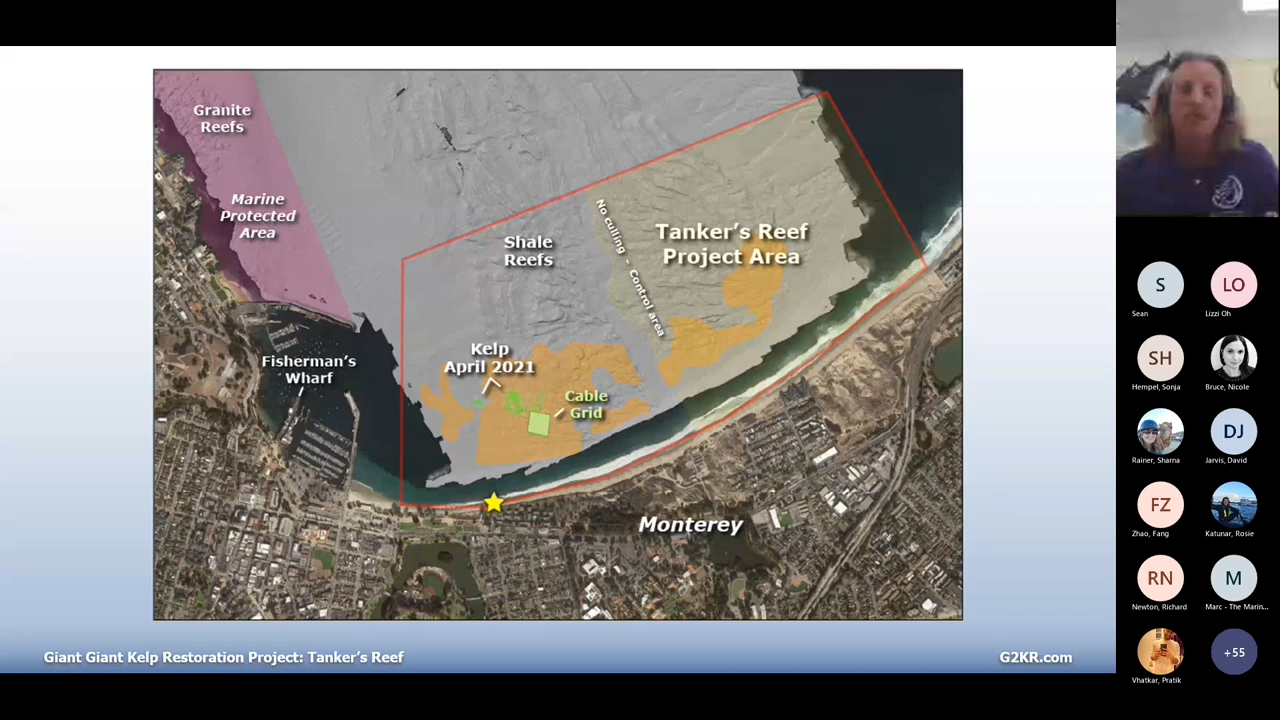 Granite
Reefs
Marine
Protected
Area
Shale
Reefs
No culling - Control area
Tanker's Reef
Project Area
Fisherman's
Wharf
Kelp
April 2021
Cable
Grid
Monterey
Giant Giant Kelp Restoration Project: Tanker's Reef
G2KR.com
S
Sean
LO
Lizzi Oh
SH
Hempel, Sonja
Bruce, Nicole
Rainer, Sharna
DJ
Jarvis, David
FZ
Zhao, Fang
Katunar, Rosie
RN
Newton, Richard
M
Marc - The Marin...
Vhatkar, Pratik
+55